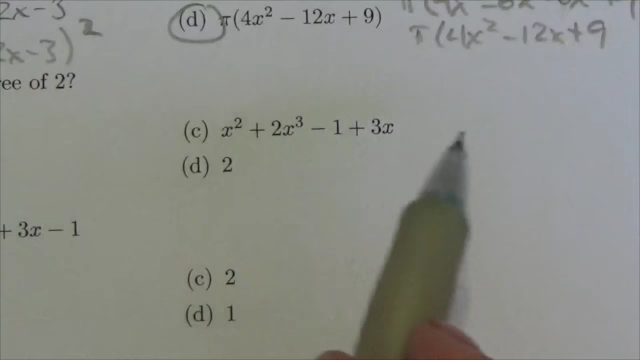 2x-3
(d) π(4x² − 12x + 9)
x-3)²
π(4x²-12x+9
ree of 2?
(c) x² + 2x³ − 1 + 3x
(d) 2
+ 3x − 1
(c) 2
(d) 1